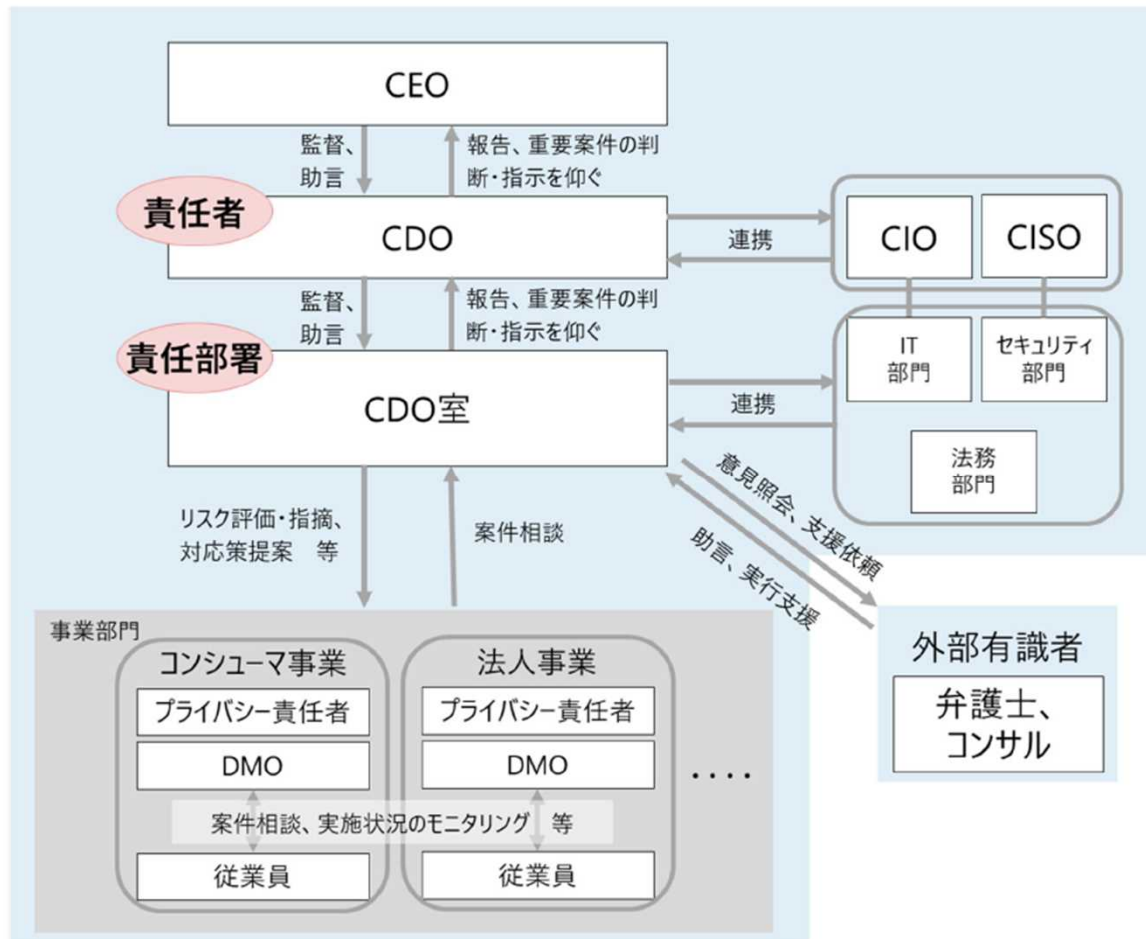 CEO
監督、
助言
報告、重要案件の判
断・指示を仰ぐ
責任者
CDO
連携
CIO
CISO
監督、
助言
報告、重要案件の判
断・指示を仰ぐ
責任部署
CDO室
連携
IT
部門
セキュリティ
部門
法務
部門
リスク評価・指摘、
対応策提案 等
案件相談
意見照会、支援依頼
助言、実行支援
事業部門
コンシューマ事業
プライバシー責任者
DMO
法人事業
プライバシー責任者
DMO
････
案件相談、実施状況のモニタリング 等
従業員
従業員
外部有識者
弁護士、
コンサル